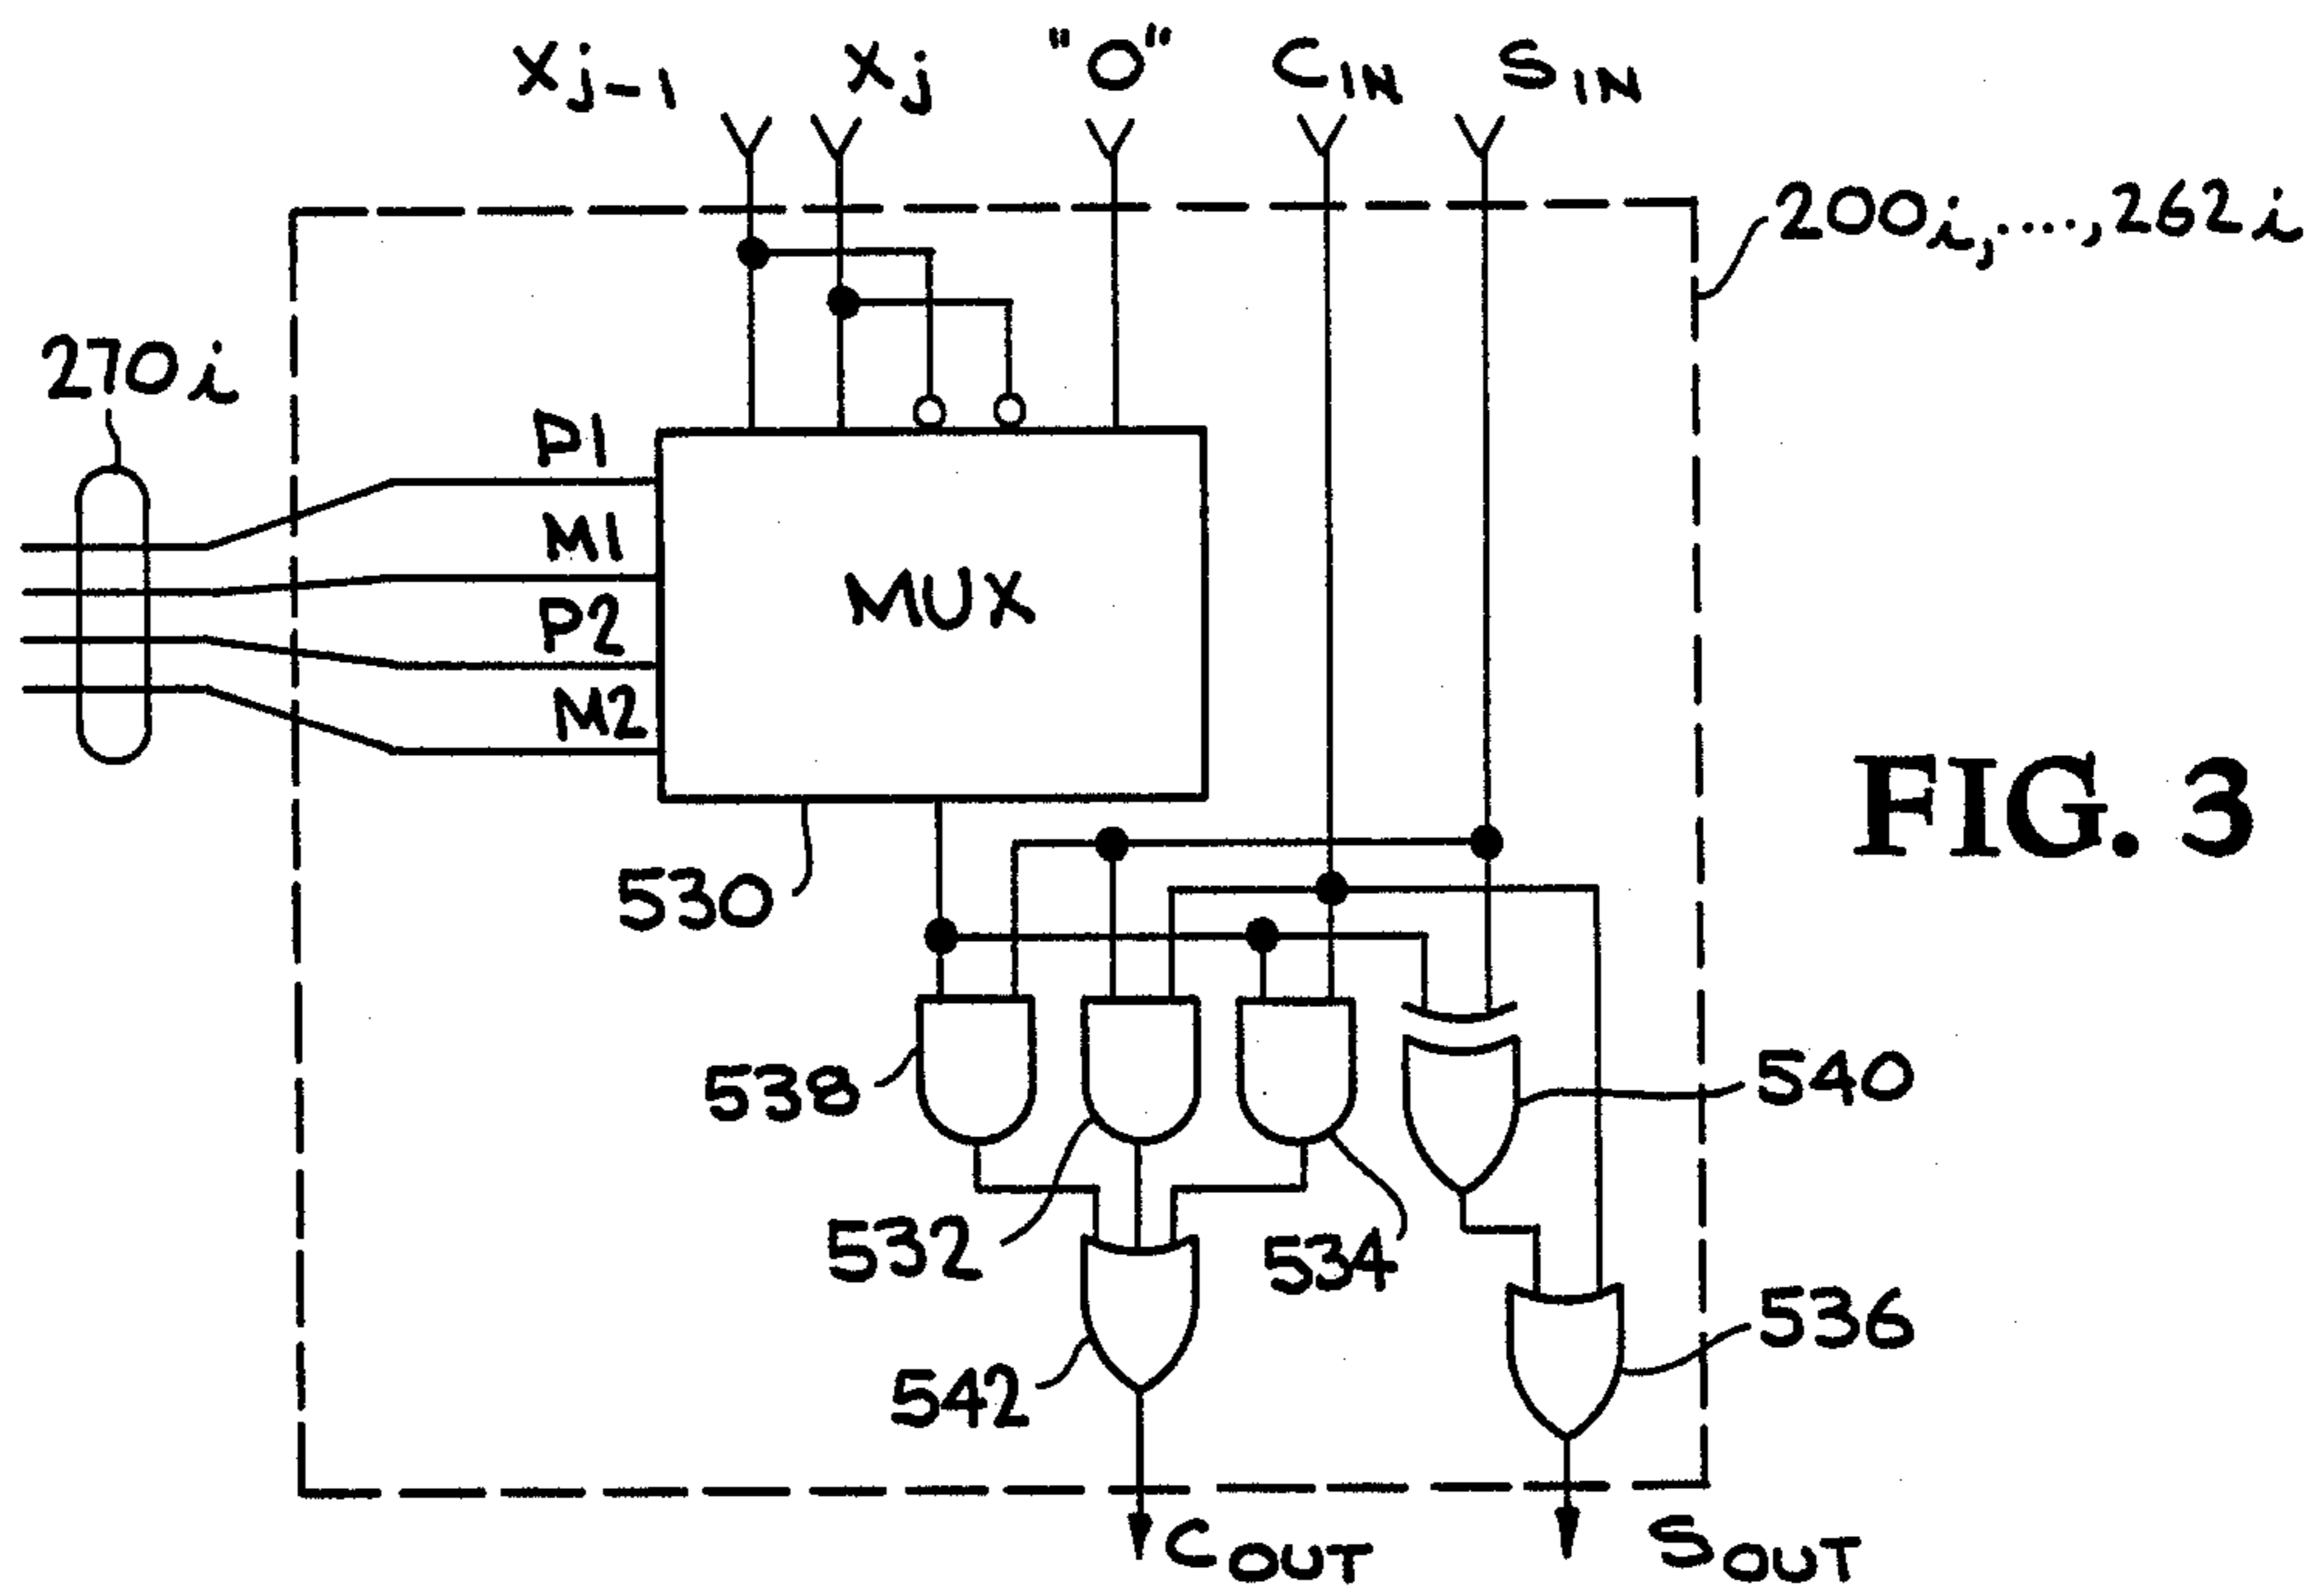 Xj-1 Xj "0" CIN SIN
200i,....,262i
270i
P1
M1
P2
M2
MUX
FIG. 3
530
538
540
532
534
536
542
COUT
SOUT